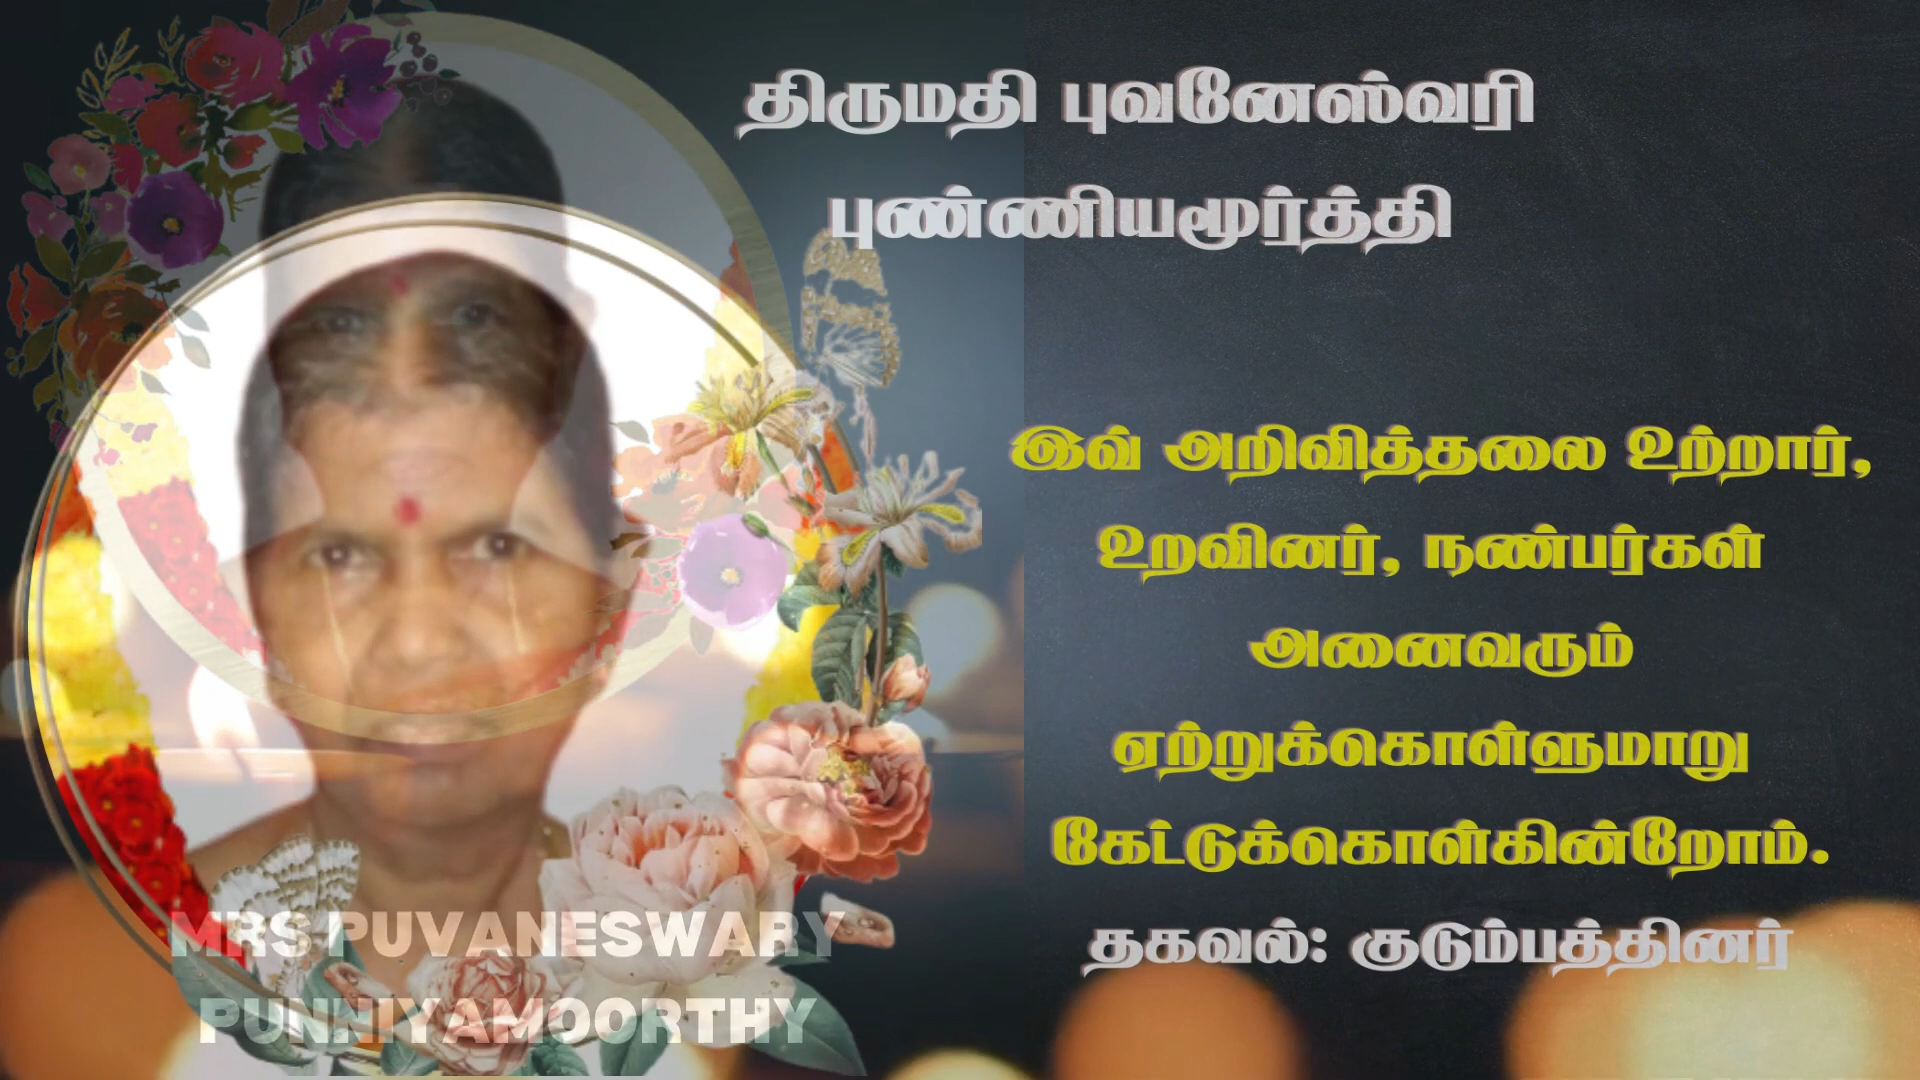 திருமதி புவனேஸ்வரி
புண்ணியமூர்த்தி
இவ் அறிவித்தலை உற்றார்,
உறவினர், நண்பர்கள்
அனைவரும்
ஏற்றுக்கொள்ளுமாறு
கேட்டுக்கொள்கின்றோம்.
தகவல்: குடும்பத்தினர்
MRS PUVANESWARY
PUNNIYAMOORTHY